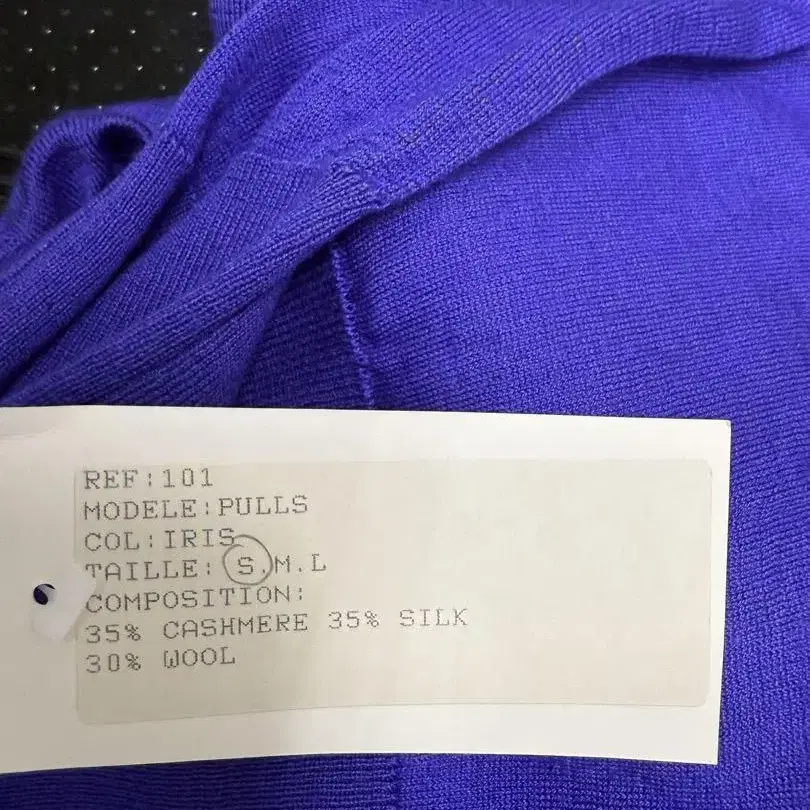 REF:101
MODELE:PULLS
COL:IRIS
TAILLE: S.M.L
COMPOSITION:
35% CASHMERE 35% SILK
30% WOOL